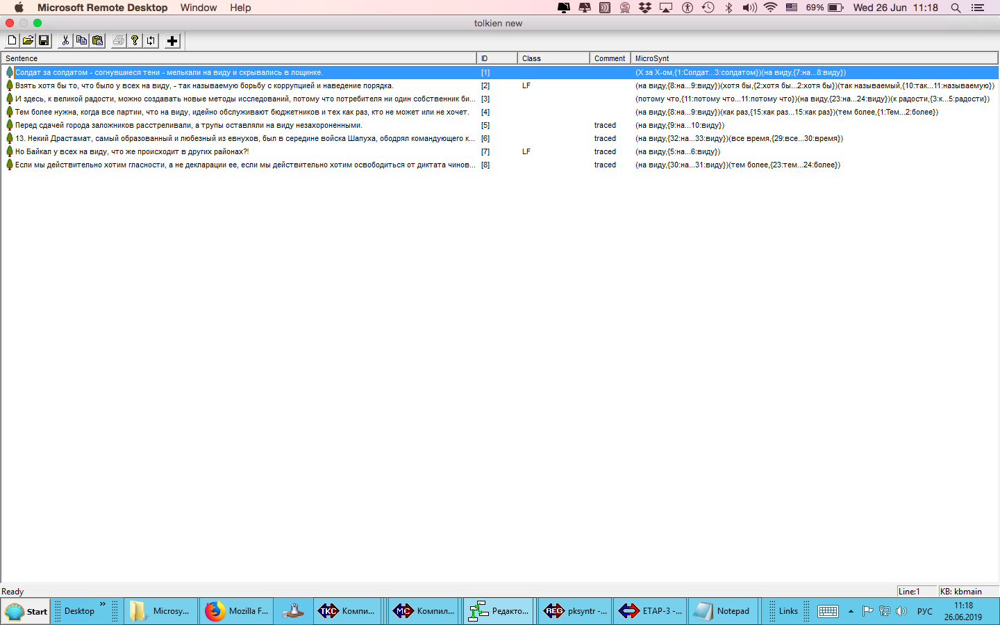 Microsoft Remote Desktop Window Help 69% Wed 26 Jun 11:18
tolkien new
Sentence ID Class Comment MicroSynt
Солдат за солдатом - согнувшиеся тени - мелькали на виду и скрывались в лощинке. [1] (X за X-ом,{1:Солдат...3:солдатом})(на виду,{7:на...8:виду})
Взять хотя бы то, что было у всех на виду, - так называемую борьбу с коррупцией и наведение порядка. [2] LF (на виду,{8:на...9:виду})(хотя бы,{2:хотя бы...2:хотя бы})(так называемый,{10:так...11:называемую})
И здесь, к великой радости, можно создавать новые методы исследований, потому что потребителя ни один собственник би... [3] (потому что,{11:потому что...11:потому что})(на виду,{23:на...24:виду})(к радости,{3:к...5:радости})
Тем более нужна, когда все партии, что на виду, идейно обслуживают бюджетников и тех как раз, кто не может или не хочет. [4] (на виду,{8:на...9:виду})(как раз,{15:как раз...15:как раз})(тем более,{1:Тем...2:более})
Перед сдачей города заложников расстреливали, а трупы оставляли на виду незахороненными. [5] traced (на виду,{9:на...10:виду})
13. Некий Драстамат, самый образованный и любезный из евнухов, был в середине войска Шапуха, ободрял командующего к... [6] traced (на виду,{32:на...33:виду})(все время,{29:все...30:время})
Но Байкал у всех на виду, что же происходит в других районах?! [7] LF traced (на виду,{5:на...6:виду})
Если мы действительно хотим гласности, а не декларации ее, если мы действительно хотим освободиться от диктата чинов... [8] traced (на виду,{30:на...31:виду})(тем более,{23:тем...24:более})
Ready Line:1 KB: kbmain
Start Desktop » Microsy... Mozilla F... TKC Компи... MC Компил... Редакто... REG pksyntr -... ETAP-3 -... Notepad Links РУС 11:18
26.06.2019